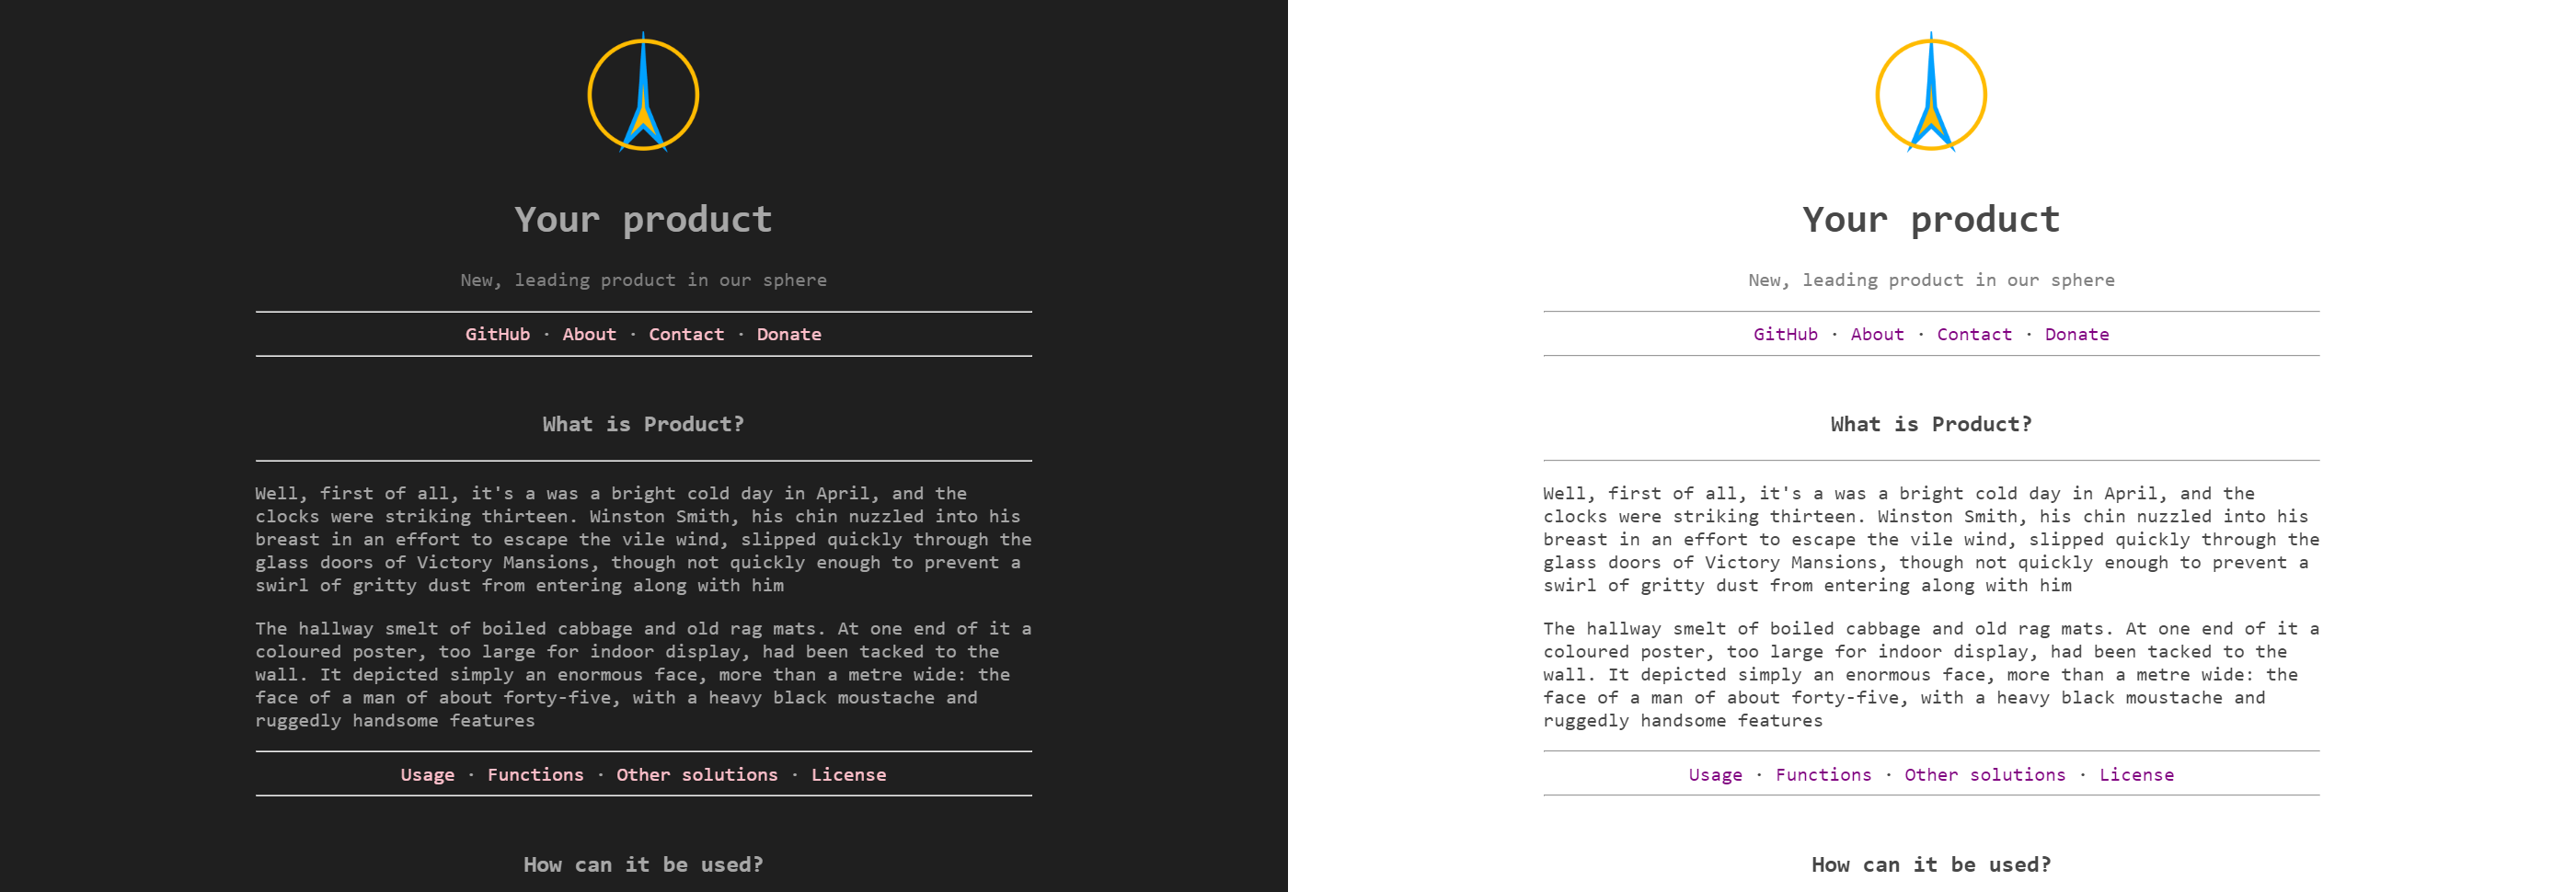 Your product
New, leading product in our sphere
GitHub · About · Contact · Donate
What is Product?
Well, first of all, it's a was a bright cold day in April, and the
clocks were striking thirteen. Winston Smith, his chin nuzzled into his
breast in an effort to escape the vile wind, slipped quickly through the
glass doors of Victory Mansions, though not quickly enough to prevent a
swirl of gritty dust from entering along with him
The hallway smelt of boiled cabbage and old rag mats. At one end of it a
coloured poster, too large for indoor display, had been tacked to the
wall. It depicted simply an enormous face, more than a metre wide: the
face of a man of about forty-five, with a heavy black moustache and
ruggedly handsome features
Usage · Functions · Other solutions · License
How can it be used?
Your product
New, leading product in our sphere
GitHub · About · Contact · Donate
What is Product?
Well, first of all, it's a was a bright cold day in April, and the
clocks were striking thirteen. Winston Smith, his chin nuzzled into his
breast in an effort to escape the vile wind, slipped quickly through the
glass doors of Victory Mansions, though not quickly enough to prevent a
swirl of gritty dust from entering along with him
The hallway smelt of boiled cabbage and old rag mats. At one end of it a
coloured poster, too large for indoor display, had been tacked to the
wall. It depicted simply an enormous face, more than a metre wide: the
face of a man of about forty-five, with a heavy black moustache and
ruggedly handsome features
Usage · Functions · Other solutions · License
How can it be used?